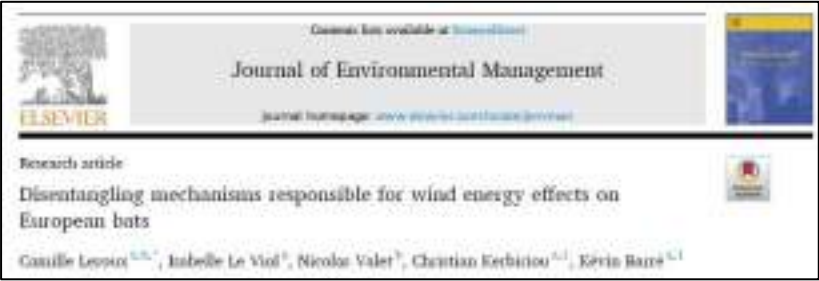 Contents lists available at ScienceDirect
Journal of Environmental Management
ELSEVIER
journal homepage: www.elsevier.com/locate/jenvman
Research article
Disentangling mechanisms responsible for wind energy effects on
European bats
Camille Leroux a,b,*, Isabelle Le Viol a, Nicolas Valet b, Christian Kerbiriou a,1, Kévin Barré a,1